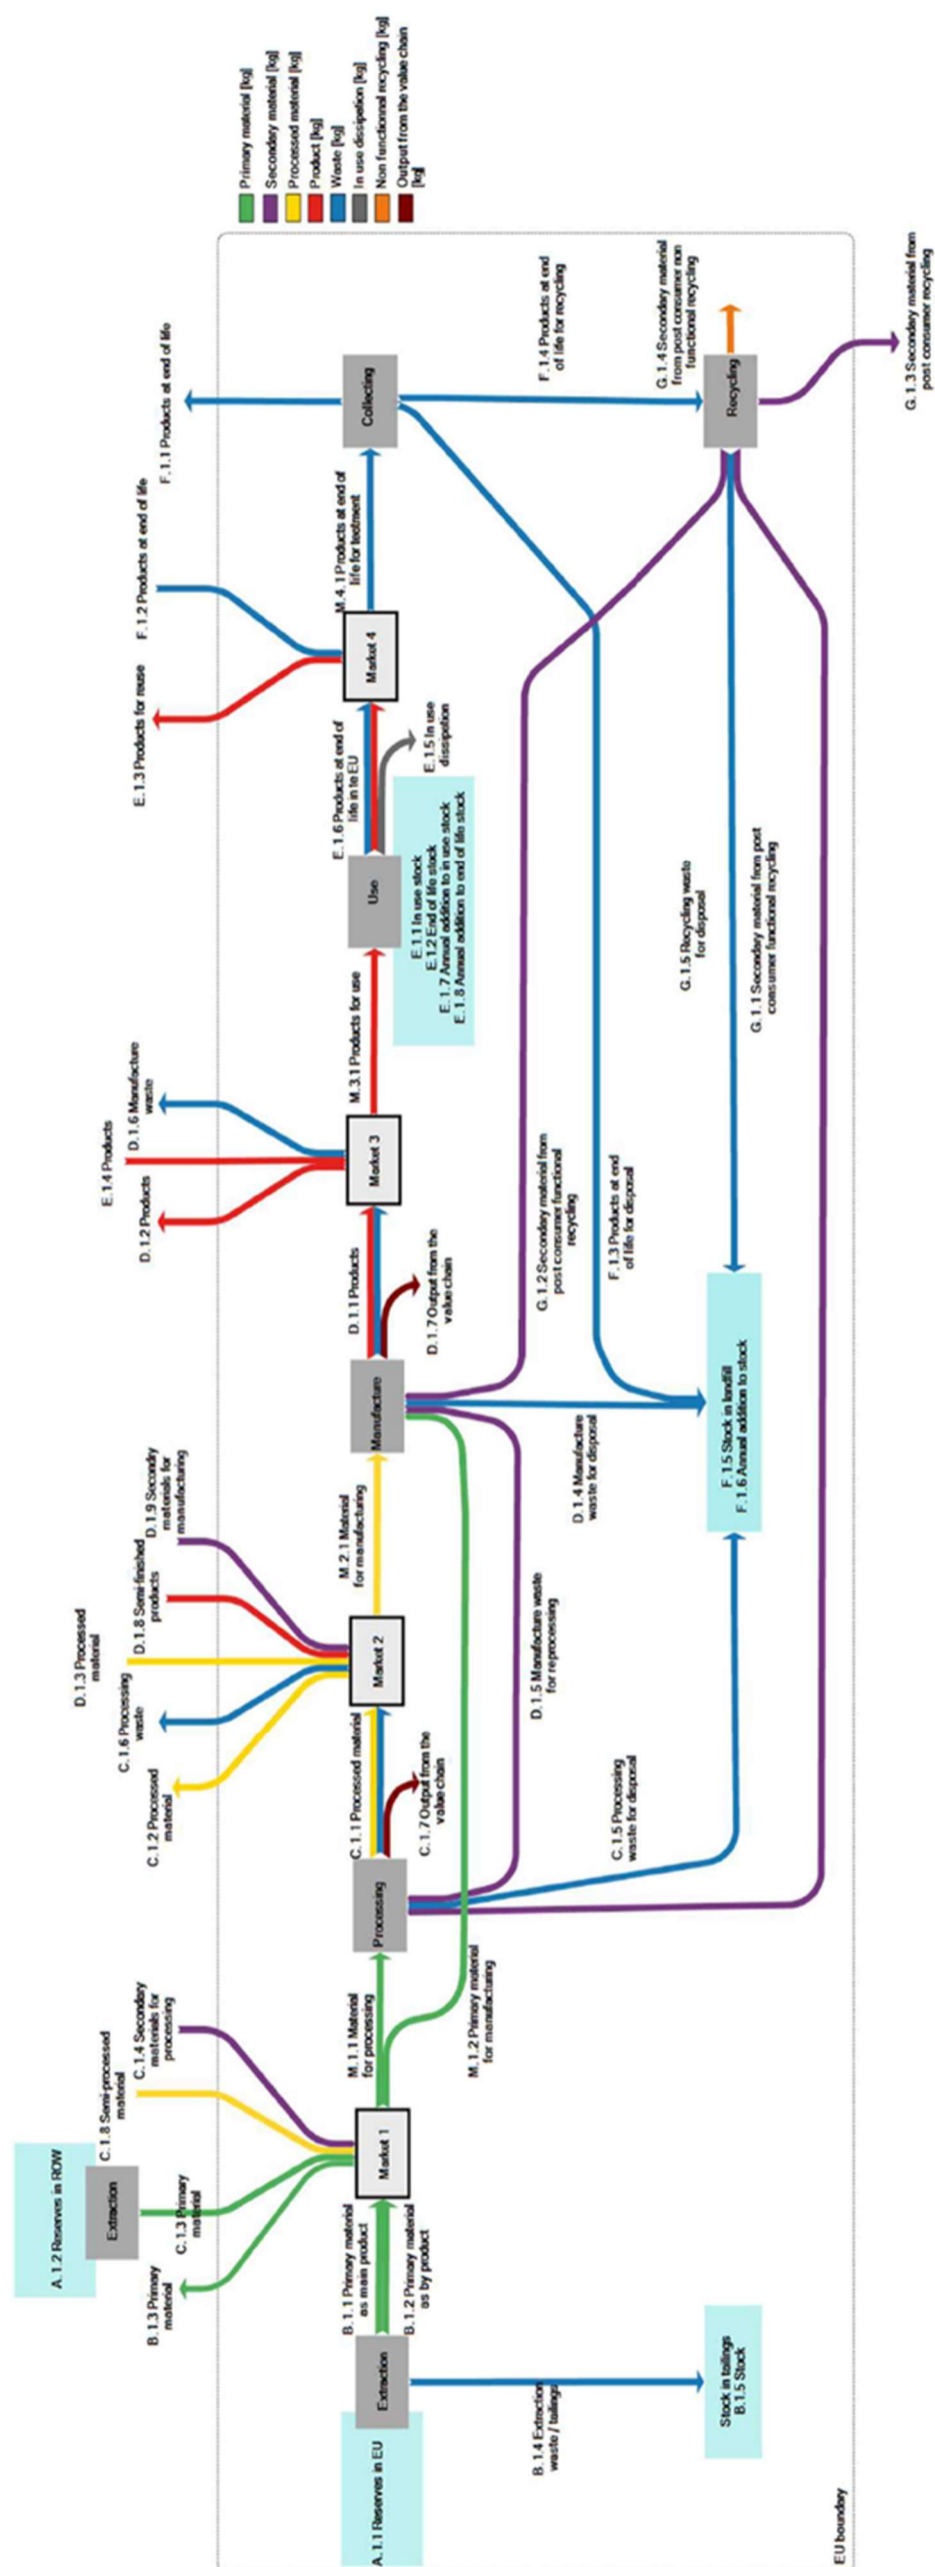 Primary material [kg]
Secondary material [kg]
Processed material [kg]
Product [kg]
Waste [kg]
In use dissipation [kg]
Non functionnal recycling [kg]
Output from the value chain
[kg]
A.1.2 Reserves in ROW
Extraction
C.1.8 Semi-processed
material
C.1.4 Secondary
materials for
processing
C.1.3 Primary
material
B.1.3 Primary
material
D.1.3 Processed
material
D.1.8 Semi-finished
products
D.1.9 Secondry
materials for
manufacturing
C.1.6 Processing
waste
C.1.2 Processed
material
E.1.4 Products
D.1.6 Manufacture
waste
D.1.2 Products
E.1.3 Products for reuse
F.1.2 Products at end of life
F.1.1 Products at end of life
A.1.1 Reserves in EU
Extraction
B.1.1 Primary material
as main product
B.1.2 Primary material
as by product
Market 1
M.1.1 Material
for processing
M.1.2 Primary material
for manufacturing
Processing
C.1.1 Processed material
C.1.7 Output from the
value chain
Market 2
M.2.1 Material
for manufacturing
Manufacture
D.1.1 Products
D.1.7 Output from the
value chain
Market 3
M.3.1 Products for use
Use
E.1.1 In use stock
E.1.2 End of life stock
E.1.7 Annual addition to in use stock
E.1.8 Annual addition to end of life stock
E.1.6 Products at end of
life in te EU
E.1.5 In use
dissipation
Market 4
M.4.1 Products at end of
life for teotment
Collecting
F.1.4 Products at end
of life for recycling
G.1.4 Secondary material
from post consumer non
functional recycling
Recycling
G.1.3 Secondary material from
post consumer recycling
B.1.4 Extraction
waste / tailings
Stock in tailings
B.1.5 Stock
C.1.5 Processing
waste for disposal
D.1.5 Manufacture waste
for reprocessing
D.1.4 Manufacture
waste for disposal
G.1.2 Secondary material from
post consumer functional
recycling
F.1.3 Products at end
of life for disposal
F.1.5 Stock in landfill
F.1.6 Annual addition to stock
G.1.5 Recycling waste
for disposal
G.1.1 Secondary material from post
consumer functional recycling
EU boundary